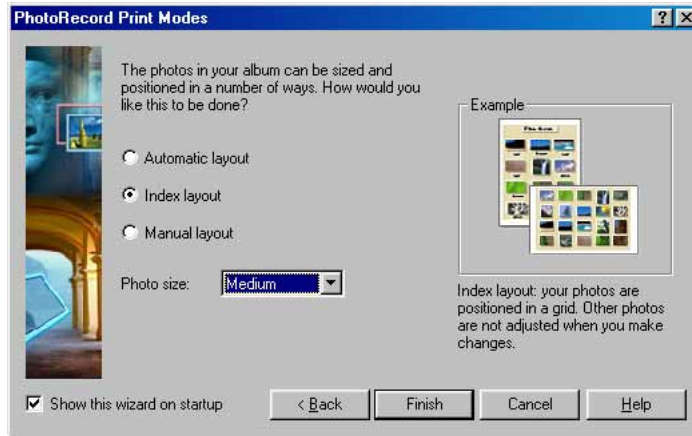 PhotoRecord Print Modes
The photos in your album can be sized and
positioned in a number of ways. How would you
like this to be done?
Automatic layout
Index layout
Manual layout
Photo size:
Medium
Example
Index layout: your photos are
positioned in a grid. Other photos
are not adjusted when you make
changes.
Show this wizard on startup
< Back
Finish
Cancel
Help